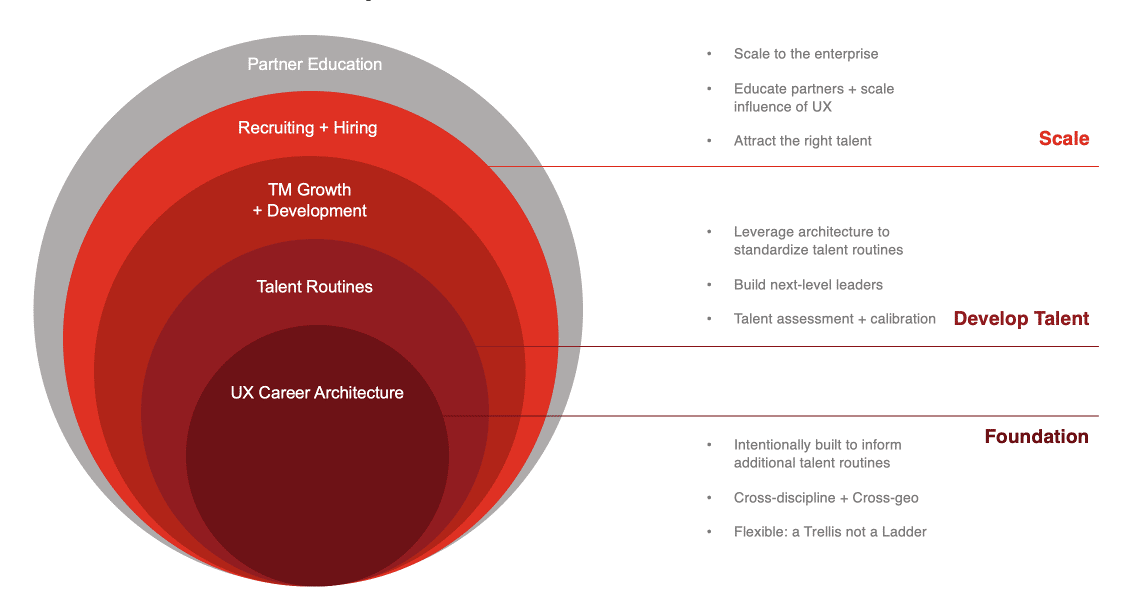 Partner Education
Recruiting + Hiring
TM Growth
+ Development
Talent Routines
UX Career Architecture
• Scale to the enterprise
• Educate partners + scale
influence of UX
• Attract the right talent
Scale
• Leverage architecture to
standardize talent routines
• Build next-level leaders
• Talent assessment + calibration
Develop Talent
Foundation
• Intentionally built to inform
additional talent routines
• Cross-discipline + Cross-geo
• Flexible: a Trellis not a Ladder